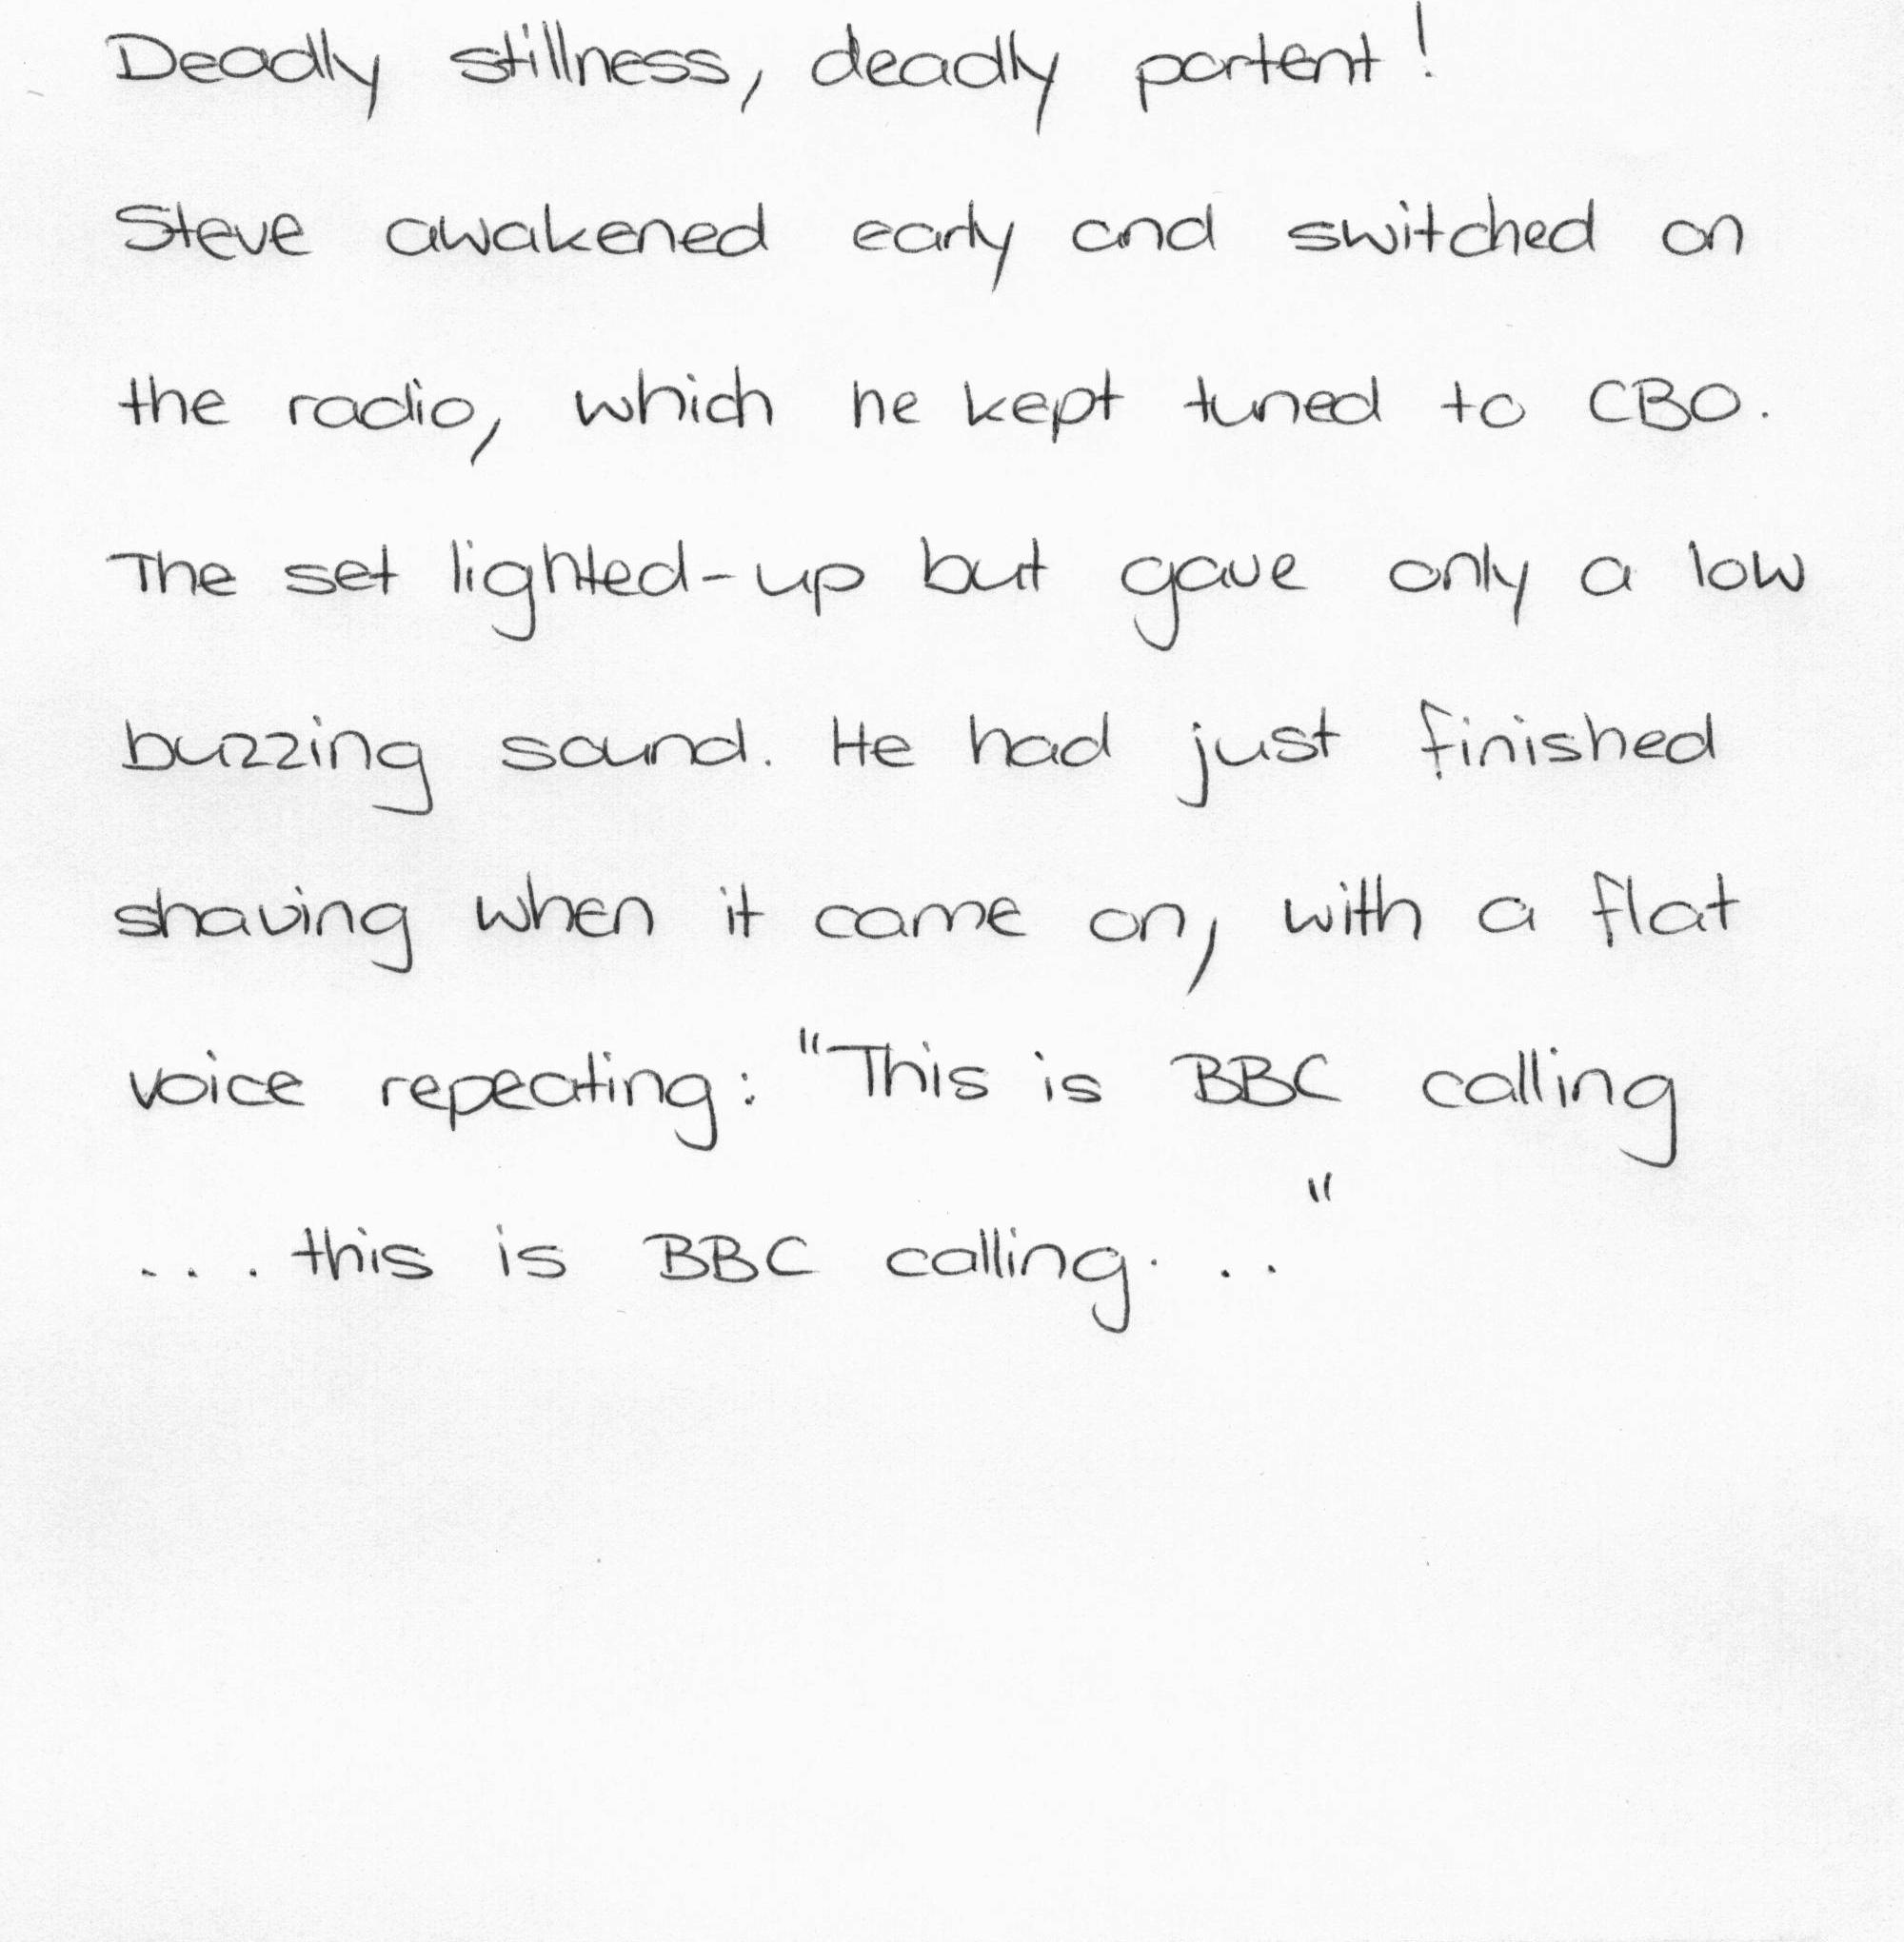 Deadly stillness, deadly portent!
Steve awakened early and switched on
the radio, which he kept tuned to CBO.
The set lighted-up but gave only a low
buzzing sound. He had just finished
shaving when it came on, with a flat
voice repeating: "This is BBC calling
... this is BBC calling. .."